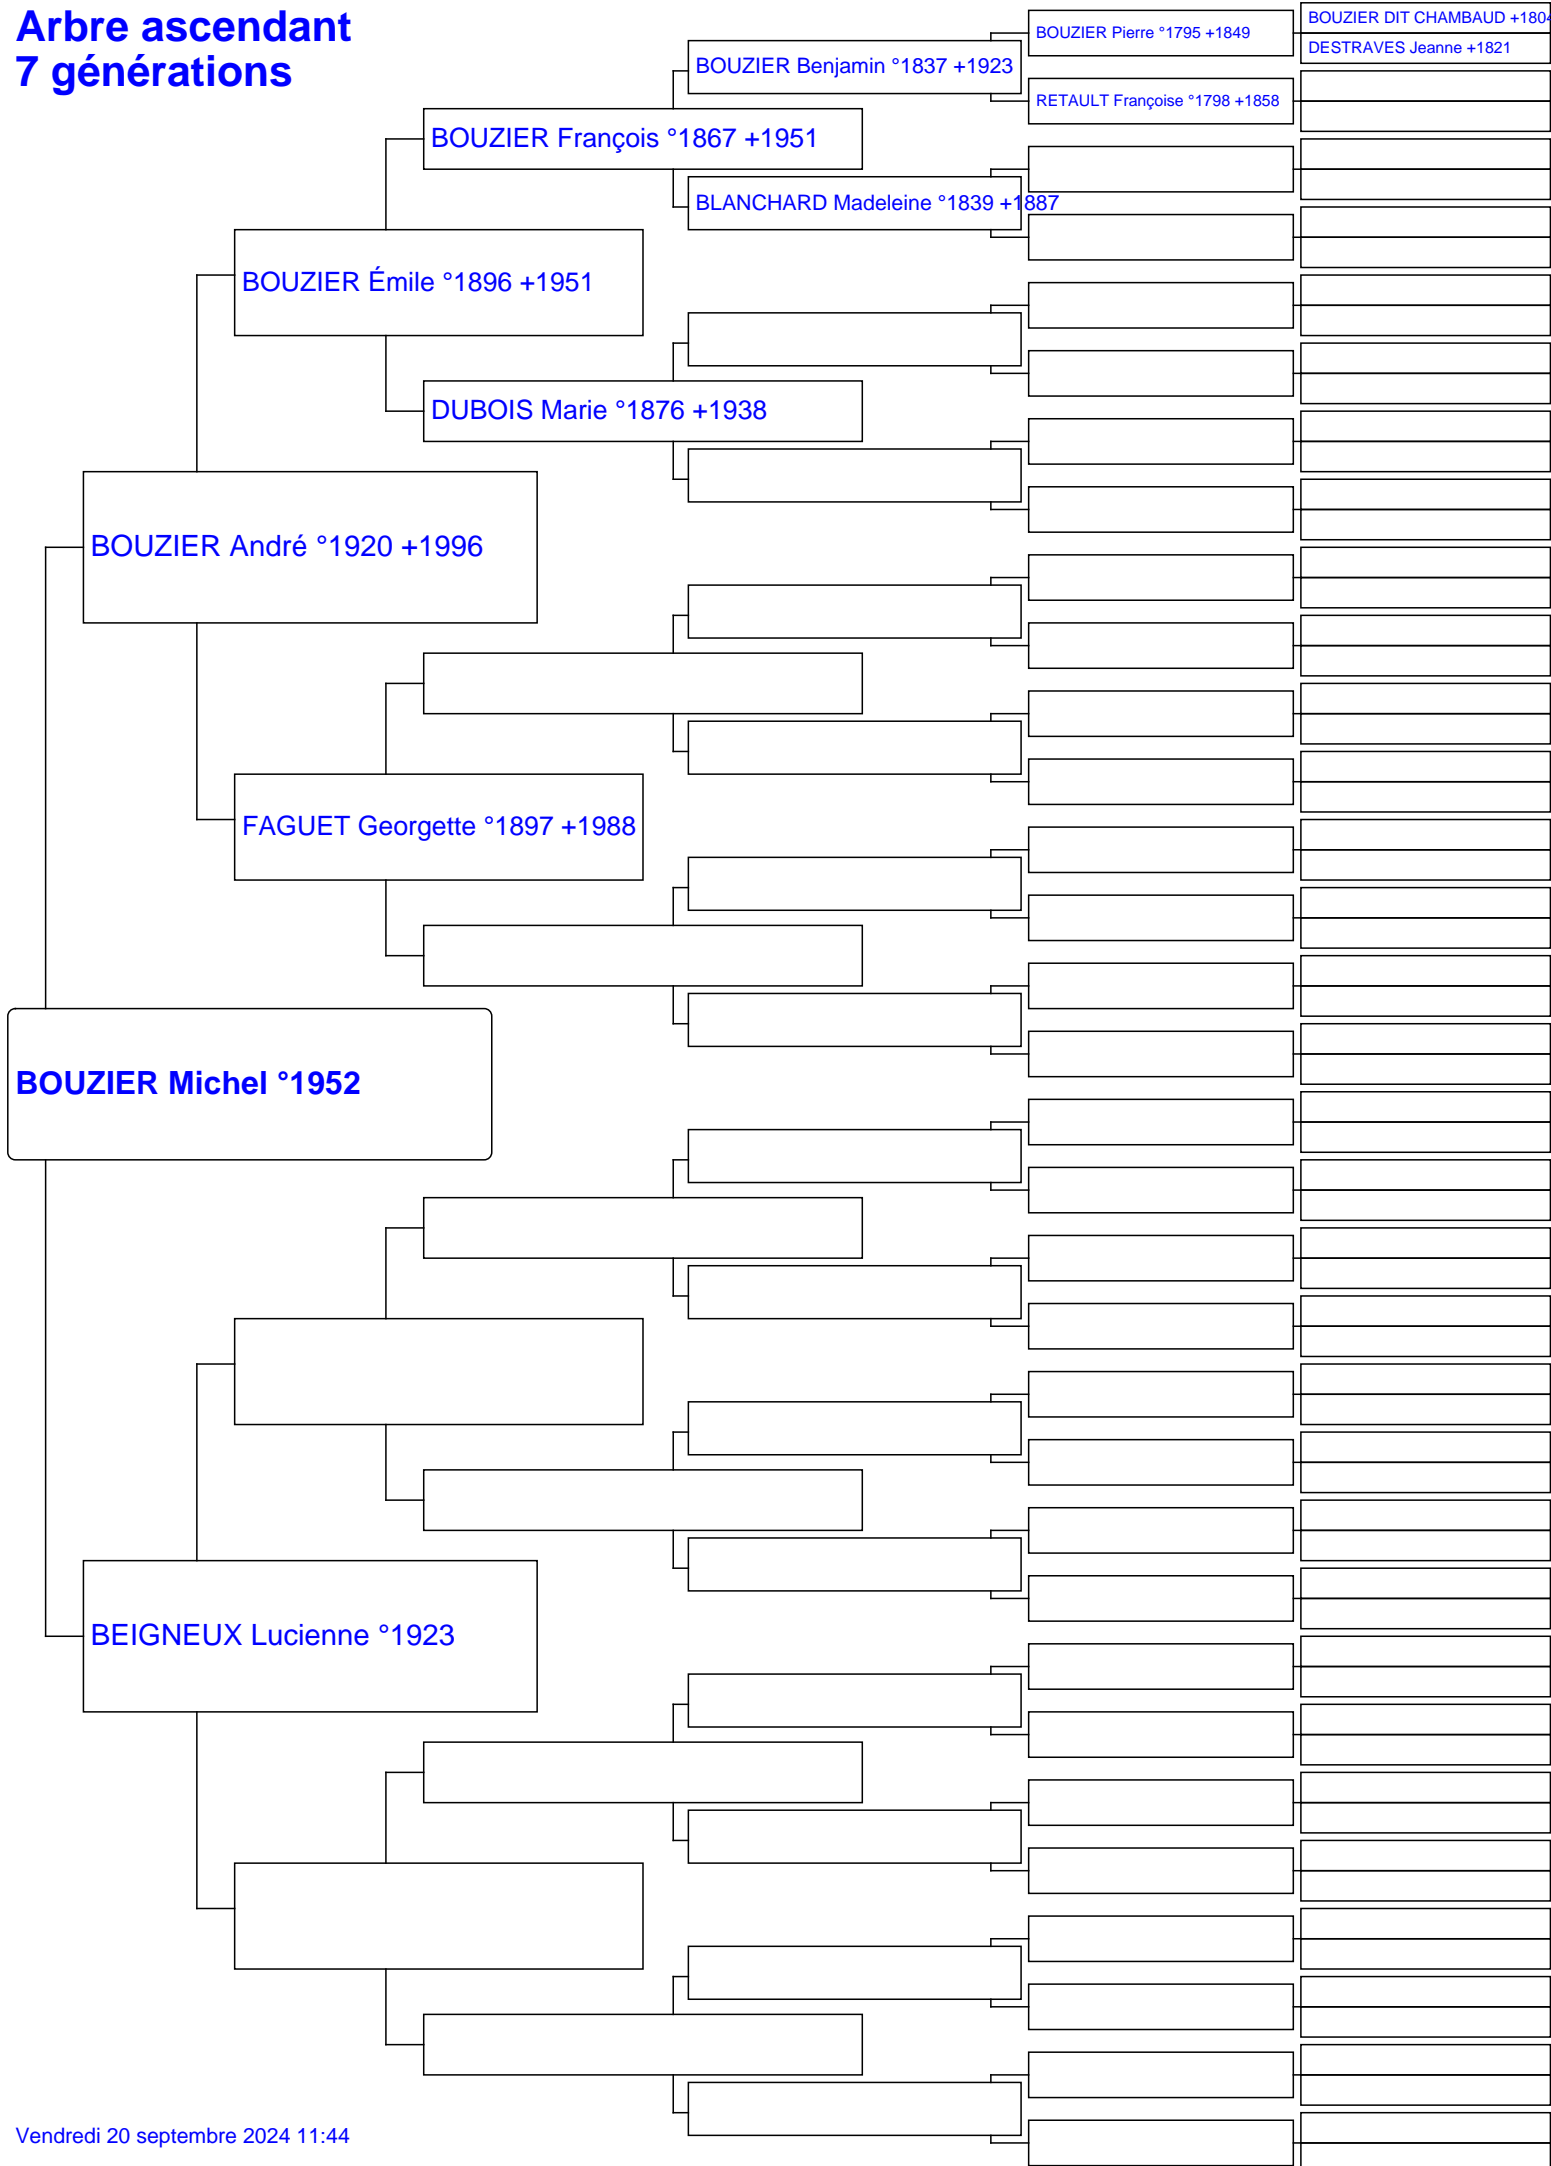 Arbre ascendant
7 générations
BOUZIER Pierre °1795 +1849
BOUZIER DIT CHAMBAUD +1804
DESTRAVES Jeanne +1821
BOUZIER Benjamin °1837 +1923
RETAULT Françoise °1798 +1858
BOUZIER François °1867 +1951
BLANCHARD Madeleine °1839 +1887
BOUZIER Émile °1896 +1951
DUBOIS Marie °1876 +1938
BOUZIER André °1920 +1996
FAGUET Georgette °1897 +1988
BOUZIER Michel °1952
BEIGNEUX Lucienne °1923
Vendredi 20 septembre 2024 11:44